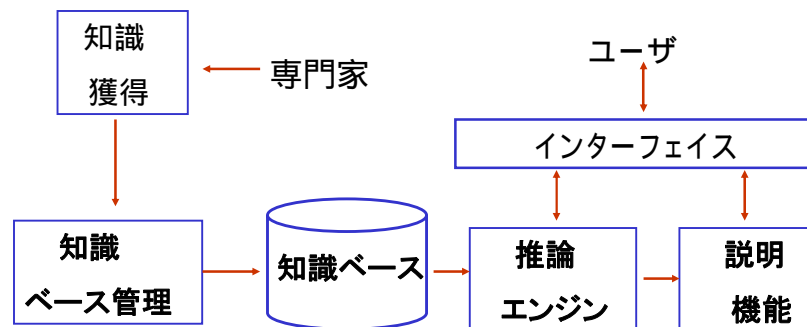 知識
獲得
専門家
ユーザ
インターフェイス
知識
ベース管理
知識ベース
推論
エンジン
説明
機能